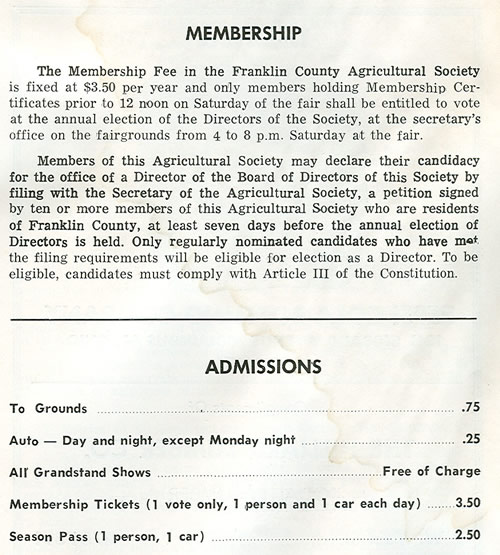 MEMBERSHIP
The Membership Fee in the Franklin County Agricultural Society
is fixed at $3.50 per year and only members holding Membership Cer-
tificates prior to 12 noon on Saturday of the fair shall be entitled to vote
at the annual election of the Directors of the Society, at the secretary's
office on the fairgrounds from 4 to 8 p.m. Saturday at the fair.
Members of this Agricultural Society may declare their candidacy
for the office of a Director of the Board of Directors of this Society by
filing with the Secretary of the Agricultural Society, a petition signed
by ten or more members of this Agricultural Society who are residents
of Franklin County, at least seven days before the annual election of
Directors is held. Only regularly nominated candidates who have met
the filing requirements will be eligible for election as a Director. To be
eligible, candidates must comply with Article III of the Constitution.
ADMISSIONS
To Grounds .75
Auto — Day and night, except Monday night .25
All Grandstand Shows Free of Charge
Membership Tickets (1 vote only, 1 person and 1 car each day) 3.50
Season Pass (1 person, 1 car) 2.50